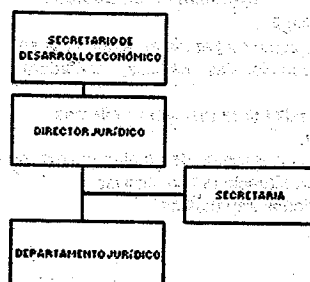 SECRETARIO DE
DESARROLLO ECONÓMICO
DIRECTOR JURÍDICO
SECRETARIA
DEPARTAMENTO JURÍDICO